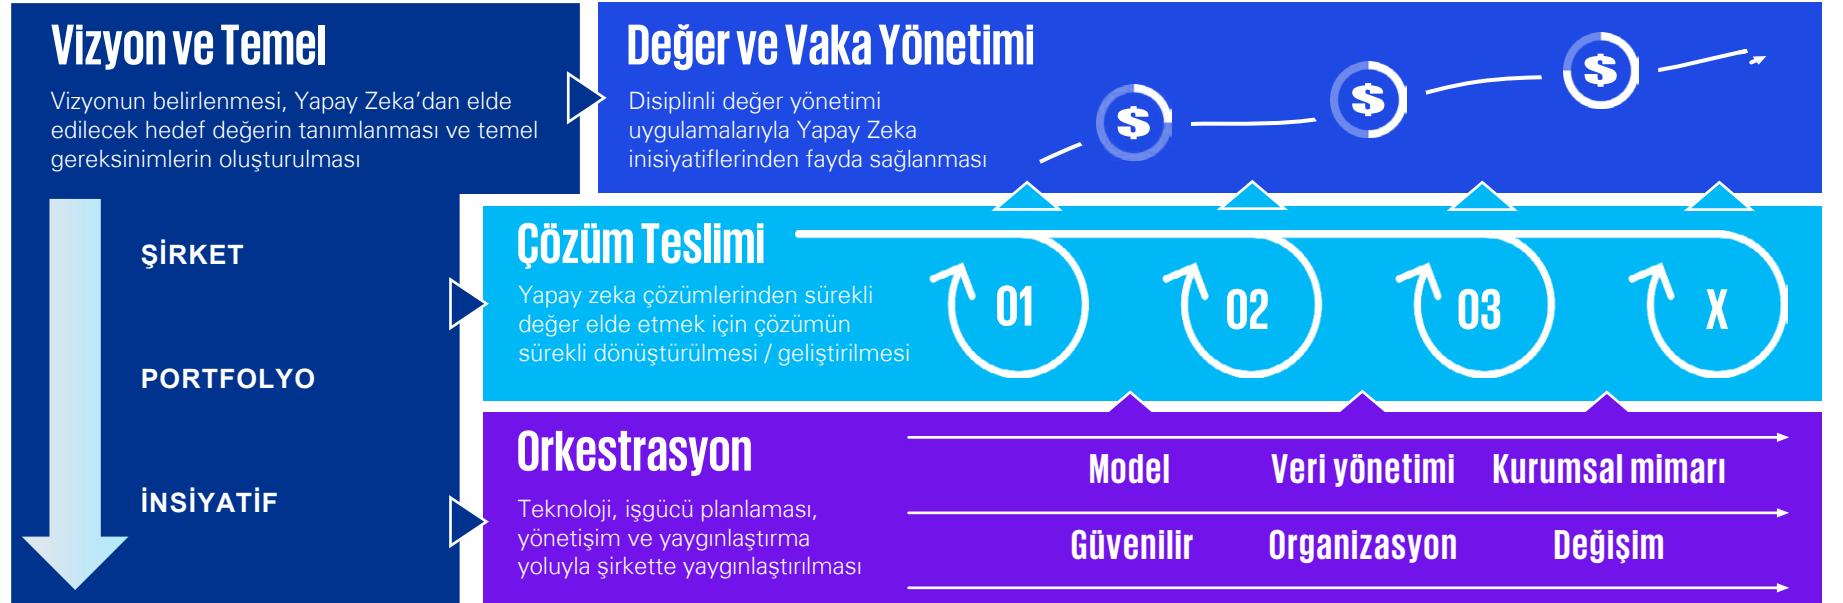 Vizyon ve Temel
Vizyonun belirlenmesi, Yapay Zeka’dan elde
edilecek hedef değerin tanımlanması ve temel
gereksinimlerin oluşturulması
ŞİRKET
PORTFOLYO
İNSİYATİF
Değer ve Vaka Yönetimi
Disiplinli değer yönetimi
uygulamalarıyla Yapay Zeka
inisiyatiflerinden fayda sağlanması
$
$
$
Çözüm Teslimi
Yapay zeka çözümlerinden sürekli
değer elde etmek için çözümün
sürekli dönüştürülmesi / geliştirilmesi
01
02
03
X
Orkestrasyon
Teknoloji, işgücü planlaması,
yönetişim ve yaygınlaştırma
yoluyla şirkette yaygınlaştırılması
Model
Veri yönetimi
Kurumsal mimarı
Güvenilir
Organizasyon
Değişim